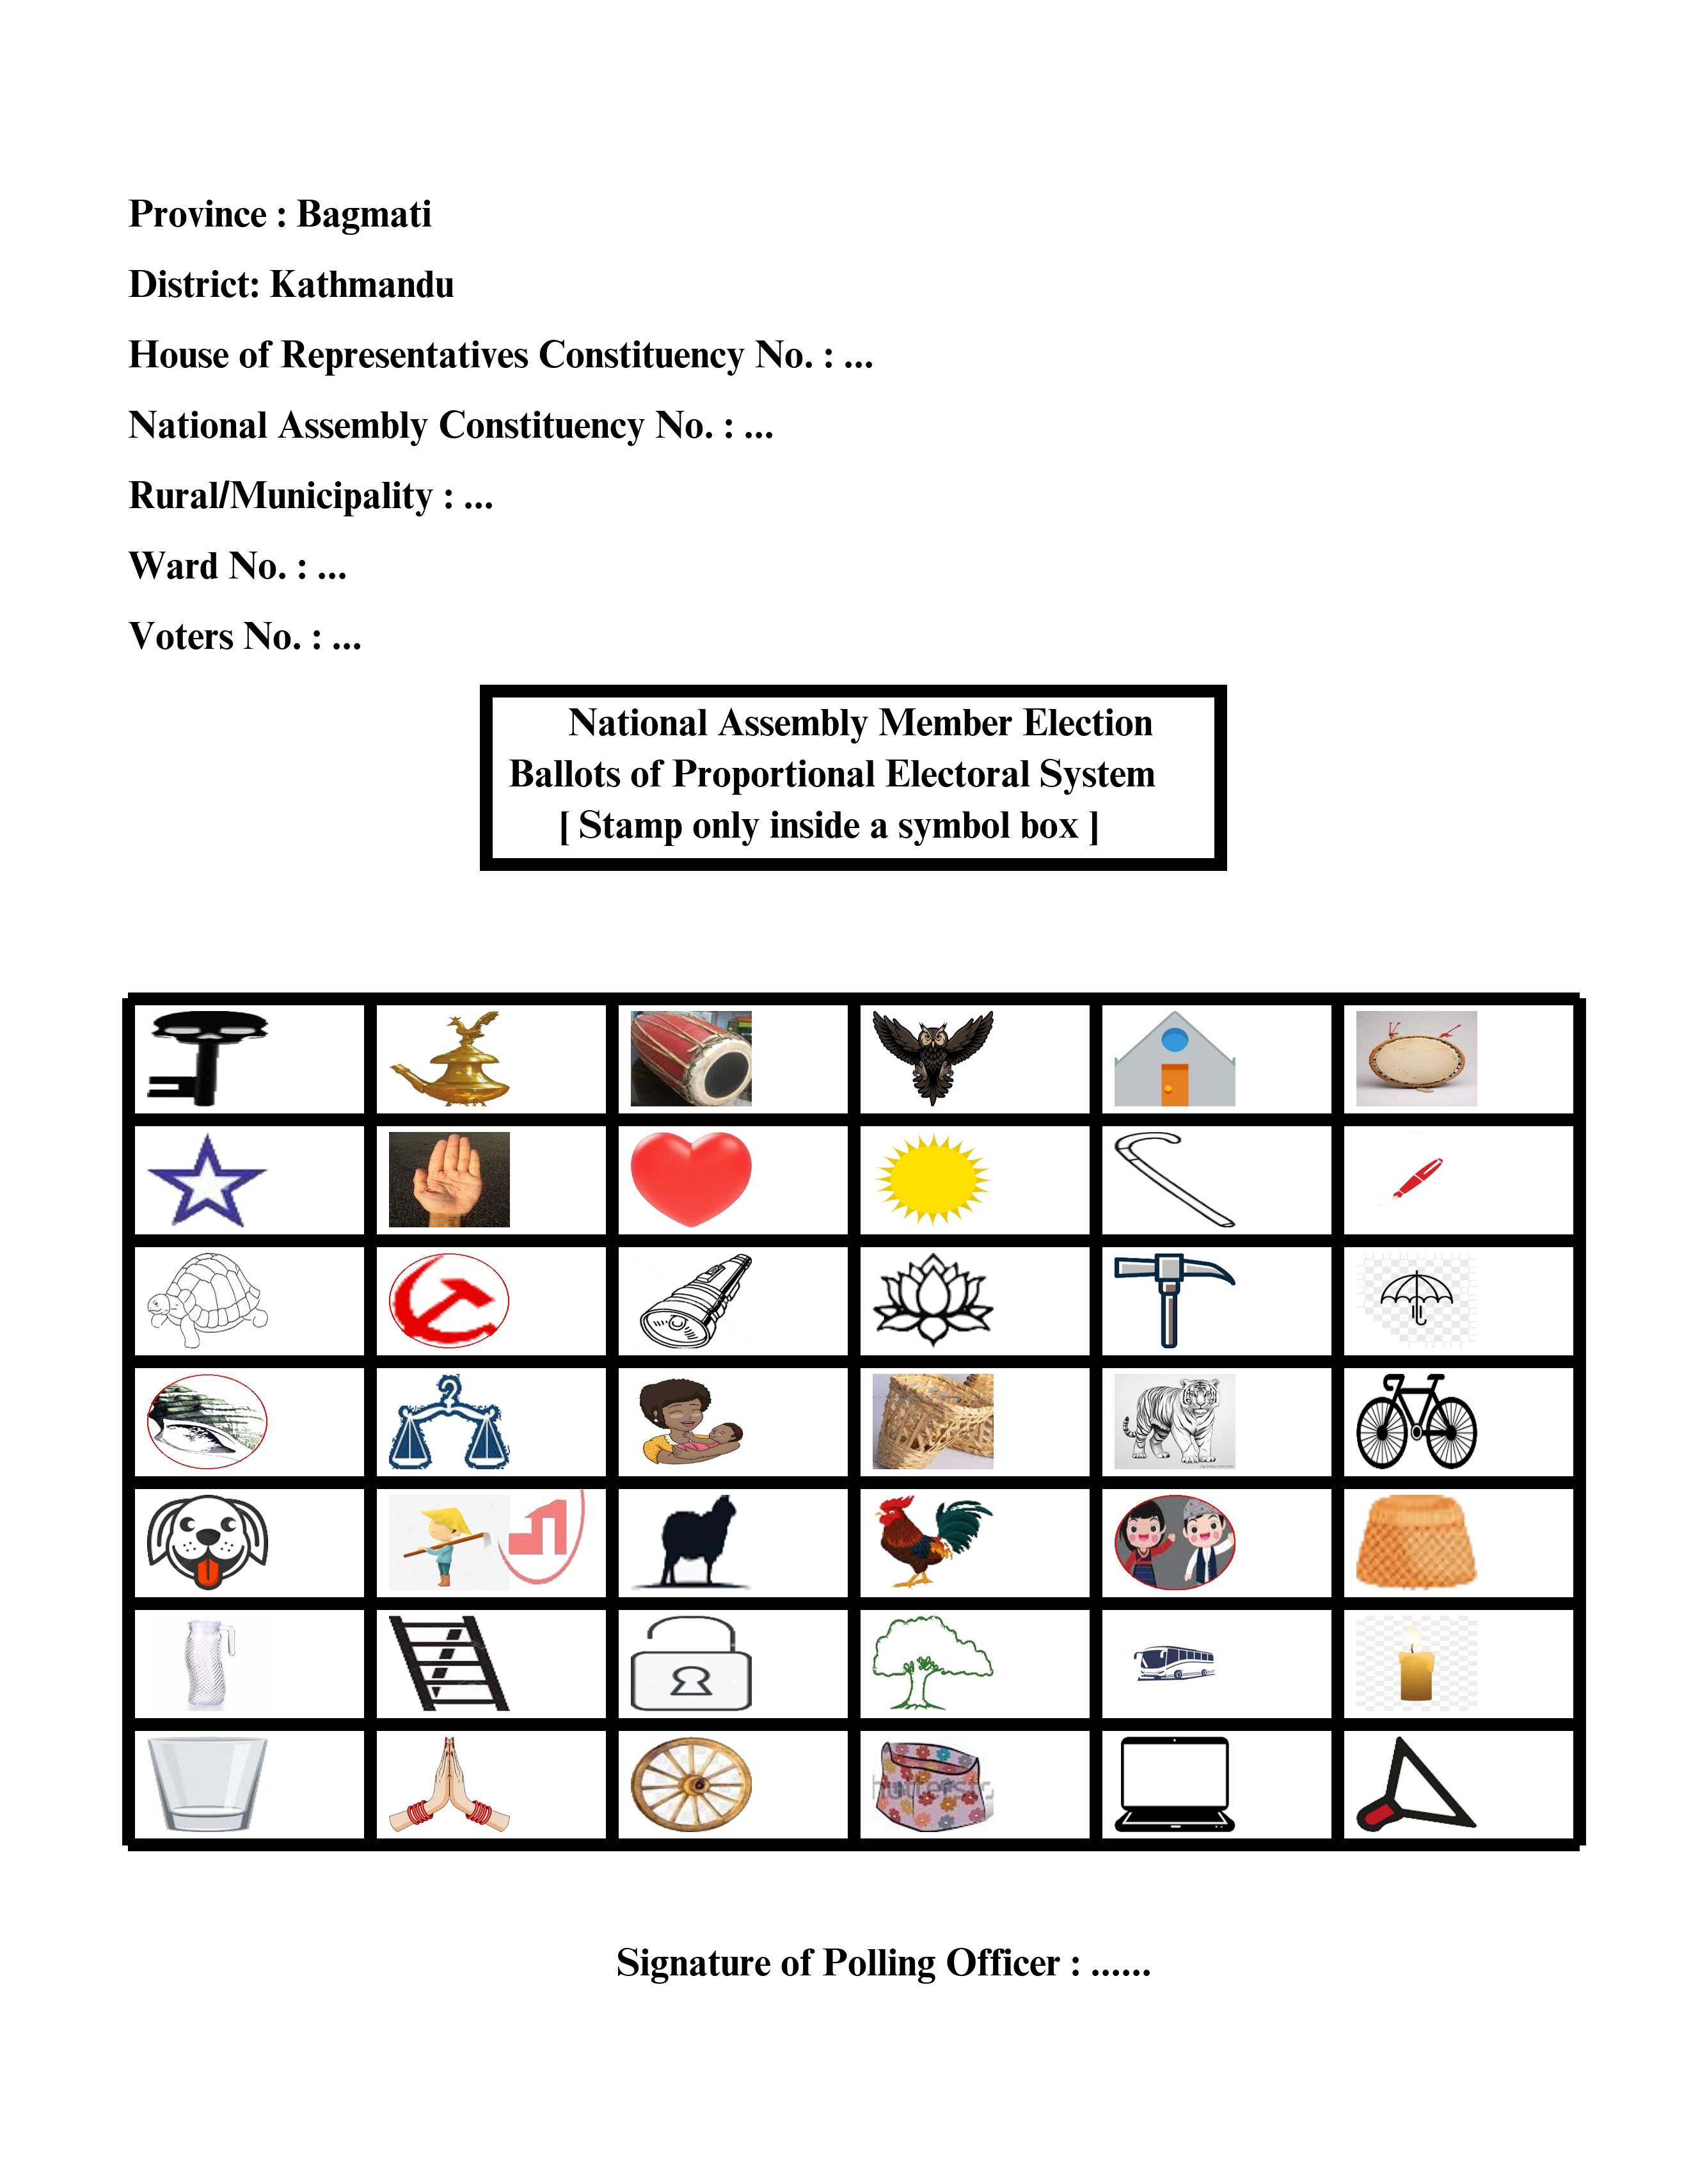 Province : Bagmati
District: Kathmandu
House of Representatives Constituency No. : ...
National Assembly Constituency No. : ...
Rural/Municipality : ...
Ward No. : ...
Voters No. : ...
National Assembly Member Election
Ballots of Proportional Electoral System
[ Stamp only inside a symbol box ]
Signature of Polling Officer : ......